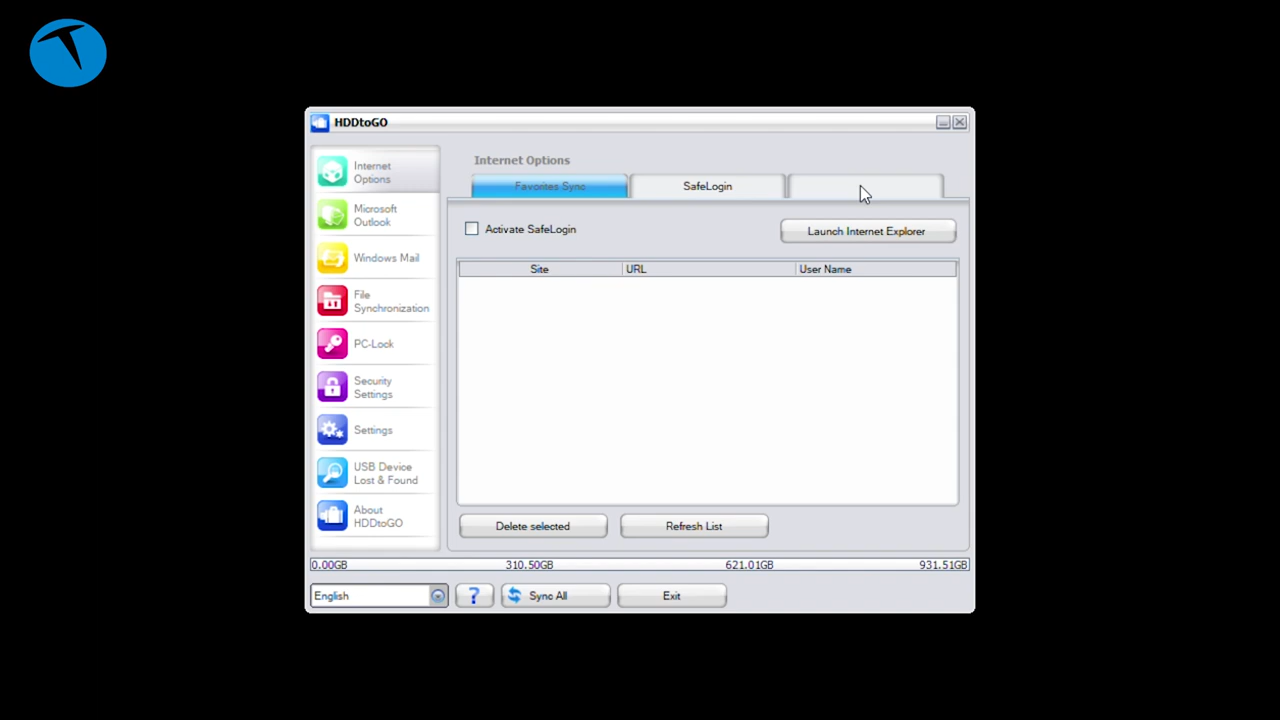 HDDtoGO
Internet
Options
Microsoft
Outlook
Windows Mail
File
Synchronization
PC-Lock
Security
Settings
Settings
USB Device
Lost & Found
About
HDDtoGO
Internet Options
Favorites Sync
SafeLogin
Activate SafeLogin
Launch Internet Explorer
Site
URL
User Name
Delete selected
Refresh List
0.00GB
310.50GB
621.01GB
931.51GB
English
?
Sync All
Exit